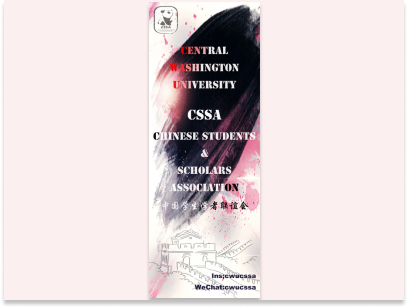 CSSA
CENTRAL
WASHINGTON
UNIVERSITY
CSSA
CHINESE STUDENTS
&
SCHOLARS
ASSOCIATION
中国学生学者联谊会
Ins:cwucssa
WeChat:cwucssa